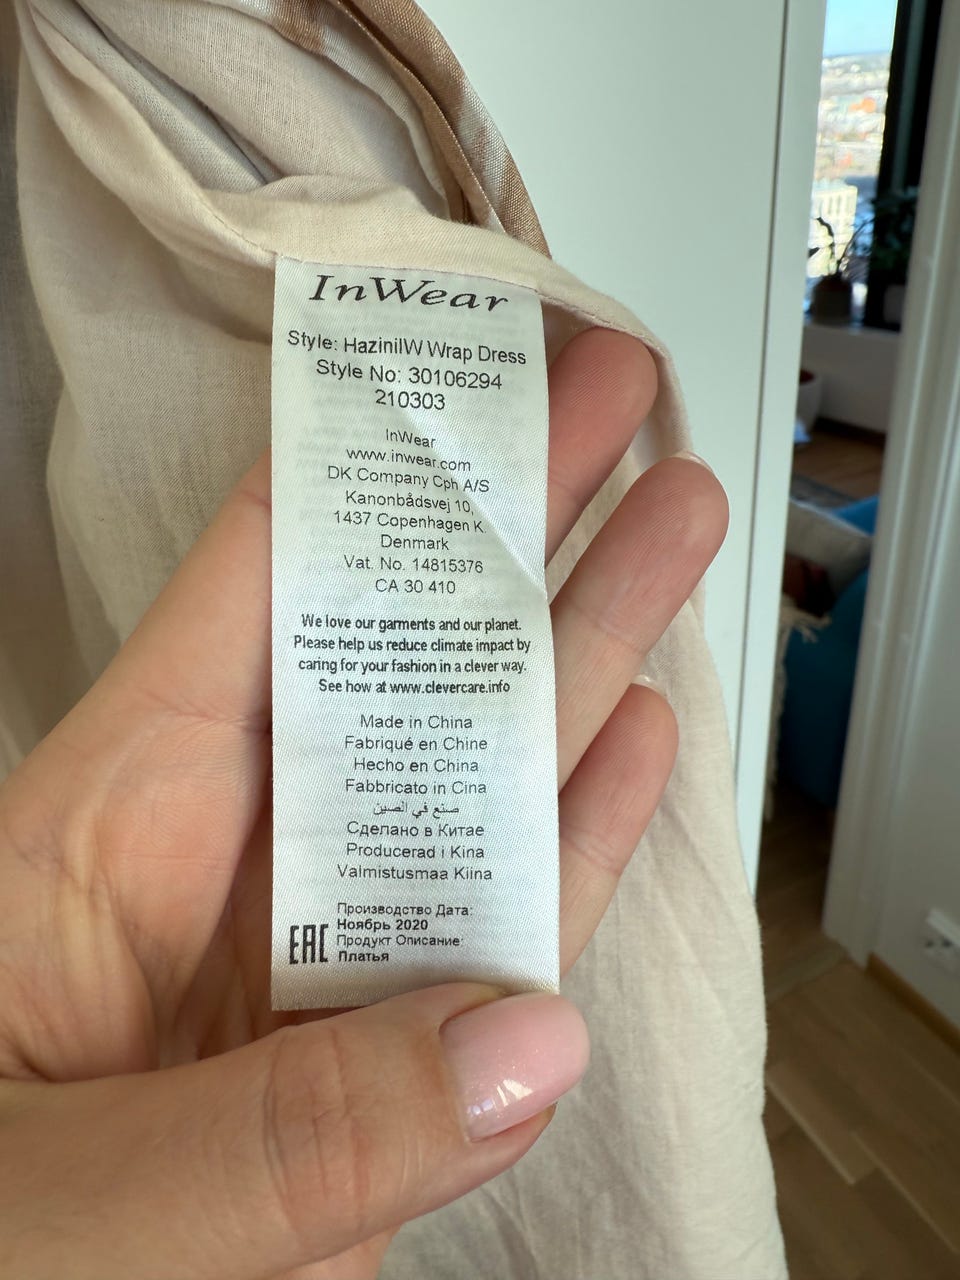 InWear
Style: HaziniIW Wrap Dress
Style No: 30106294
210303
InWear
www.inwear.com
DK Company Cph A/S
Kanonbådsvej 10,
1437 Copenhagen K.
Denmark
Vat. No. 14815376
CA 30 410
We love our garments and our planet.
Please help us reduce climate impact by
caring for your fashion in a clever way.
See how at www.clevercare.info
Made in China
Fabriqué en Chine
Hecho en China
Fabbricato in Cina
صنع في الصين
Сделано в Китае
Producerad i Kina
Valmistusmaa Kiina
Производство Дата:
Ноябрь 2020
EAC Продукт Описание:
Платья